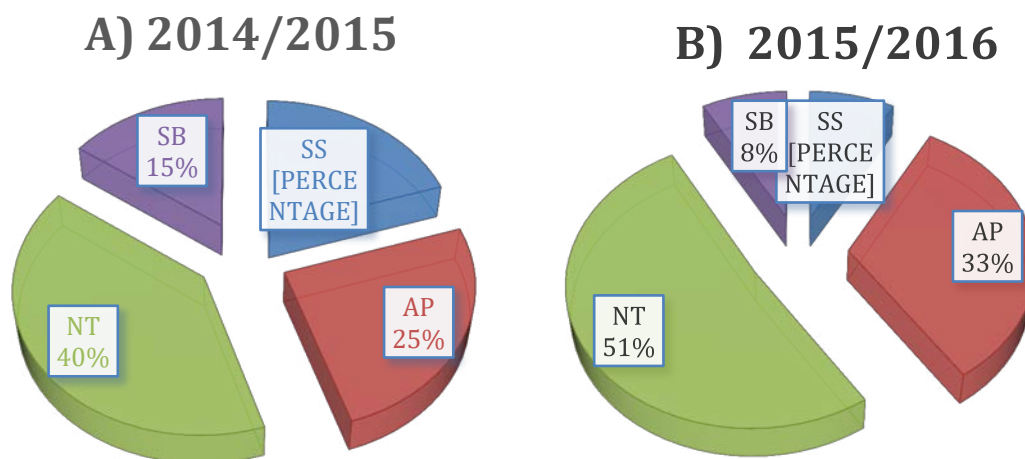 A) 2014/2015
SB
15%
SS
[PERCE
NTAGE]
AP
25%
NT
40%
B) 2015/2016
SB
8%
SS
[PERCE
NTAGE]
AP
33%
NT
51%